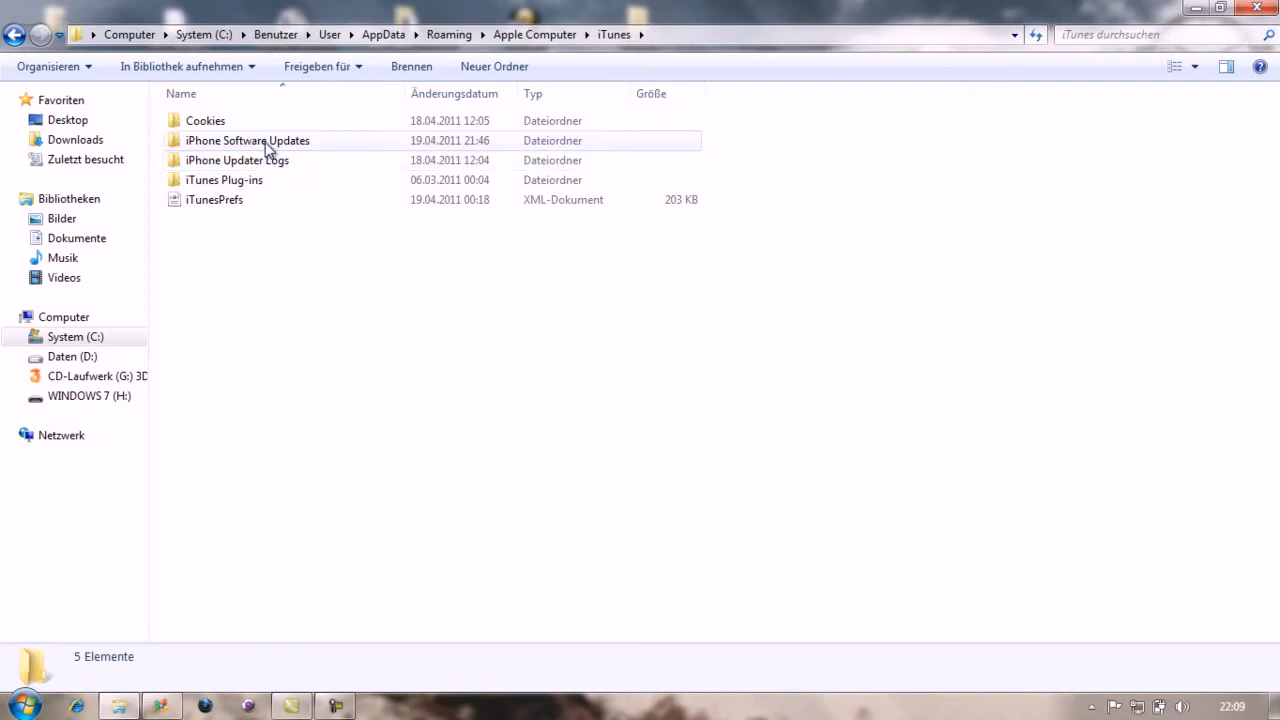 Computer System (C:) Benutzer User AppData Roaming Apple Computer iTunes
iTunes durchsuchen
Organisieren In Bibliothek aufnehmen Freigeben für Brennen Neuer Ordner
Name Änderungsdatum Typ Größe
Cookies 18.04.2011 12:05 Dateiordner
iPhone Software Updates 19.04.2011 21:46 Dateiordner
iPhone Updater Logs 18.04.2011 12:04 Dateiordner
iTunes Plug-ins 06.03.2011 00:04 Dateiordner
iTunesPrefs 19.04.2011 00:18 XML-Dokument 203 KB
Favoriten
Desktop
Downloads
Zuletzt besucht
Bibliotheken
Bilder
Dokumente
Musik
Videos
Computer
System (C:)
Daten (D:)
CD-Laufwerk (G:) 3D
WINDOWS 7 (H:)
Netzwerk
5 Elemente
22:09